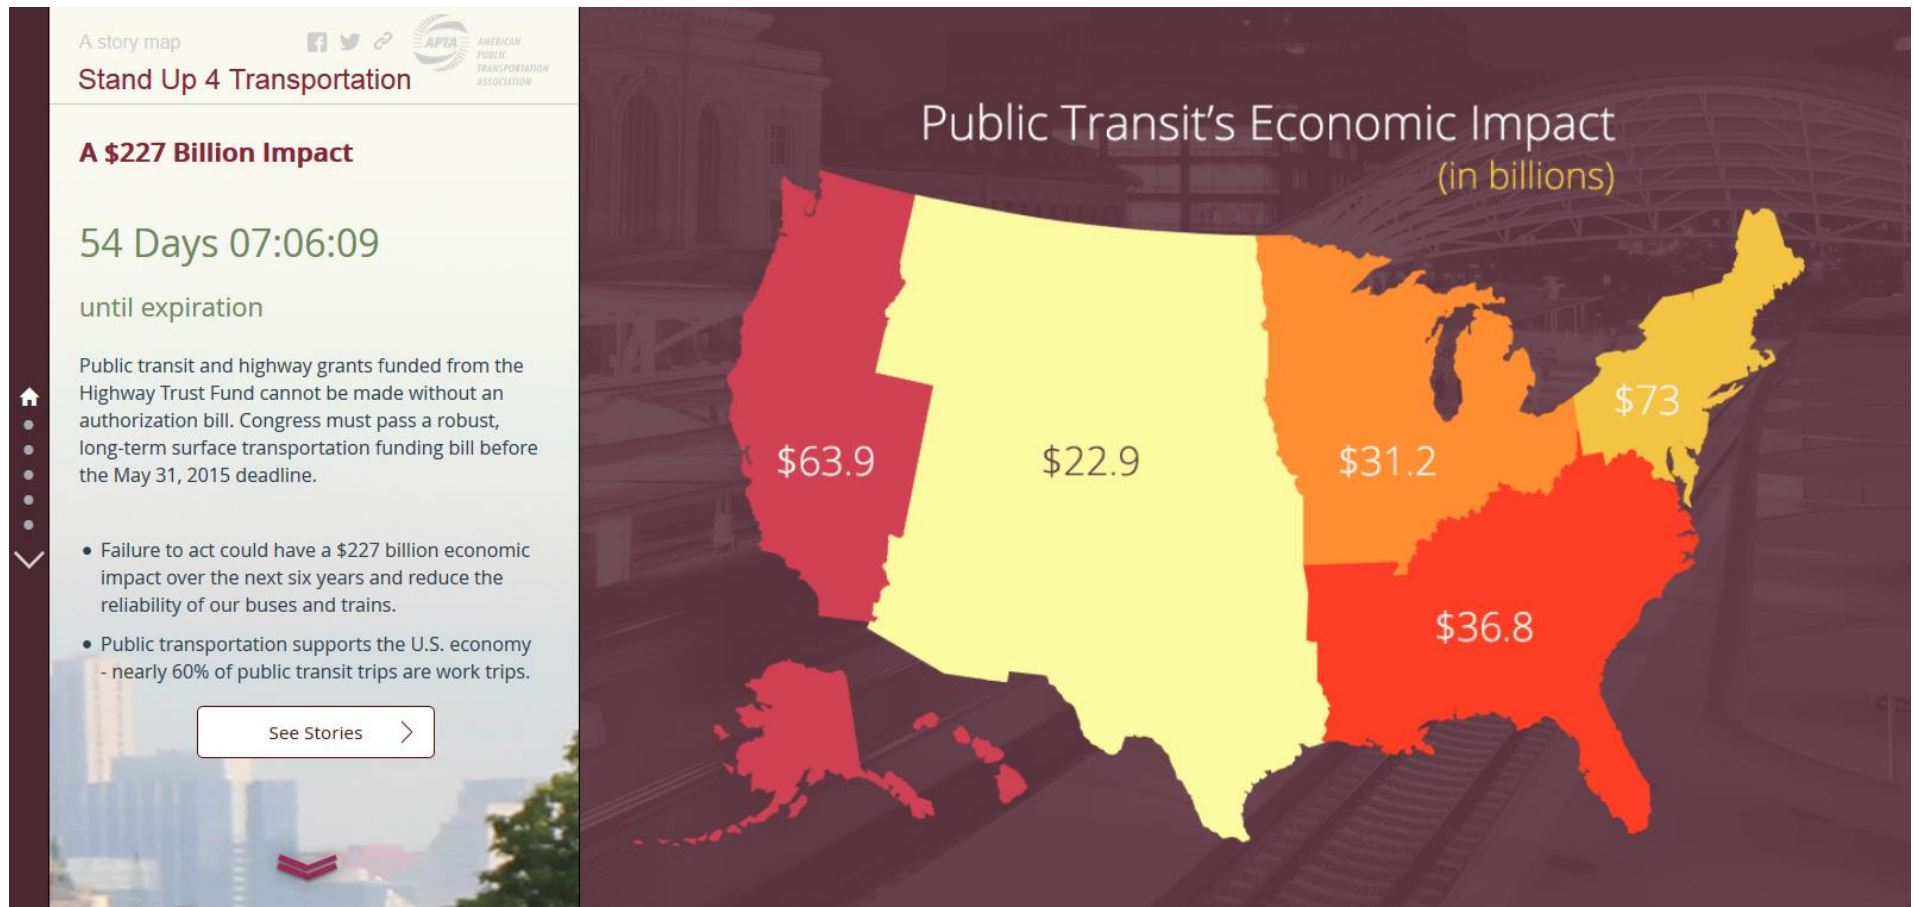 A story map
APTA
AMERICAN
PUBLIC
TRANSPORTATION
ASSOCIATION
Stand Up 4 Transportation
A $227 Billion Impact
54 Days 07:06:09
until expiration
Public transit and highway grants funded from the
Highway Trust Fund cannot be made without an
authorization bill. Congress must pass a robust,
long-term surface transportation funding bill before
the May 31, 2015 deadline.
• Failure to act could have a $227 billion economic
impact over the next six years and reduce the
reliability of our buses and trains.
• Public transportation supports the U.S. economy
- nearly 60% of public transit trips are work trips.
See Stories
Public Transit's Economic Impact
(in billions)
$73
$63.9
$22.9
$31.2
$36.8